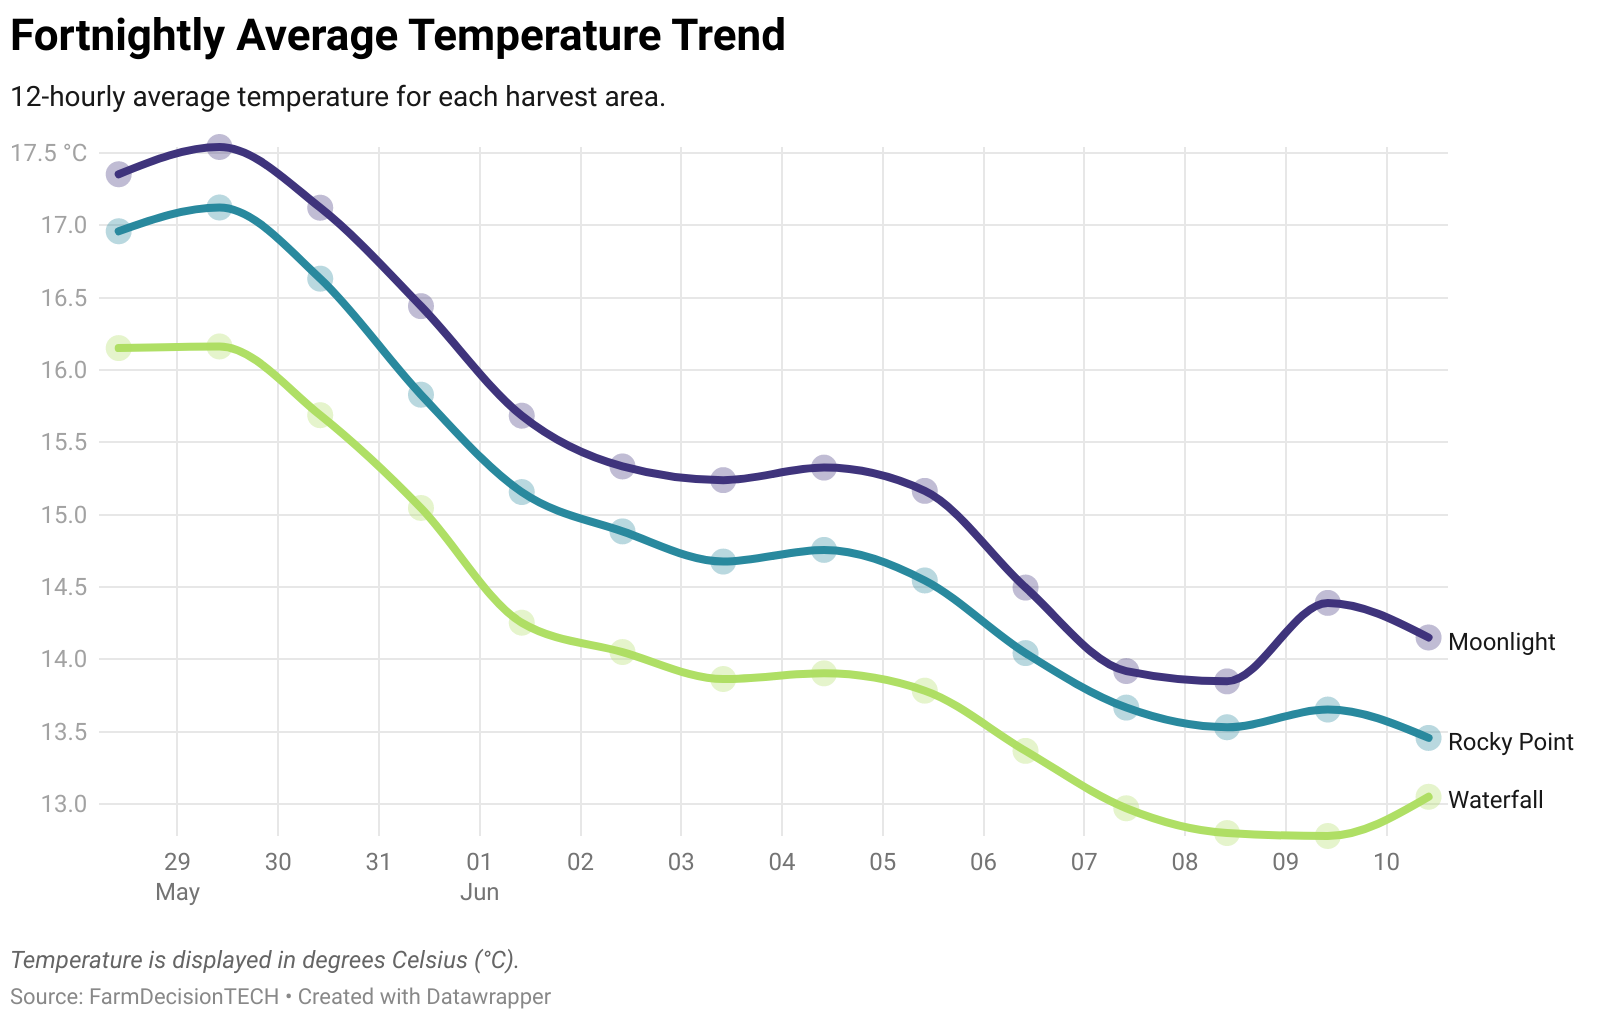 Fortnightly Average Temperature Trend
12-hourly average temperature for each harvest area.
17.5 °C
17.0
16.5
16.0
15.5
15.0
14.5
14.0
13.5
13.0
Moonlight
Rocky Point
Waterfall
29 30 31 01 02 03 04 05 06 07 08 09 10
May Jun
Temperature is displayed in degrees Celsius (°C).
Source: FarmDecisionTECH • Created with Datawrapper